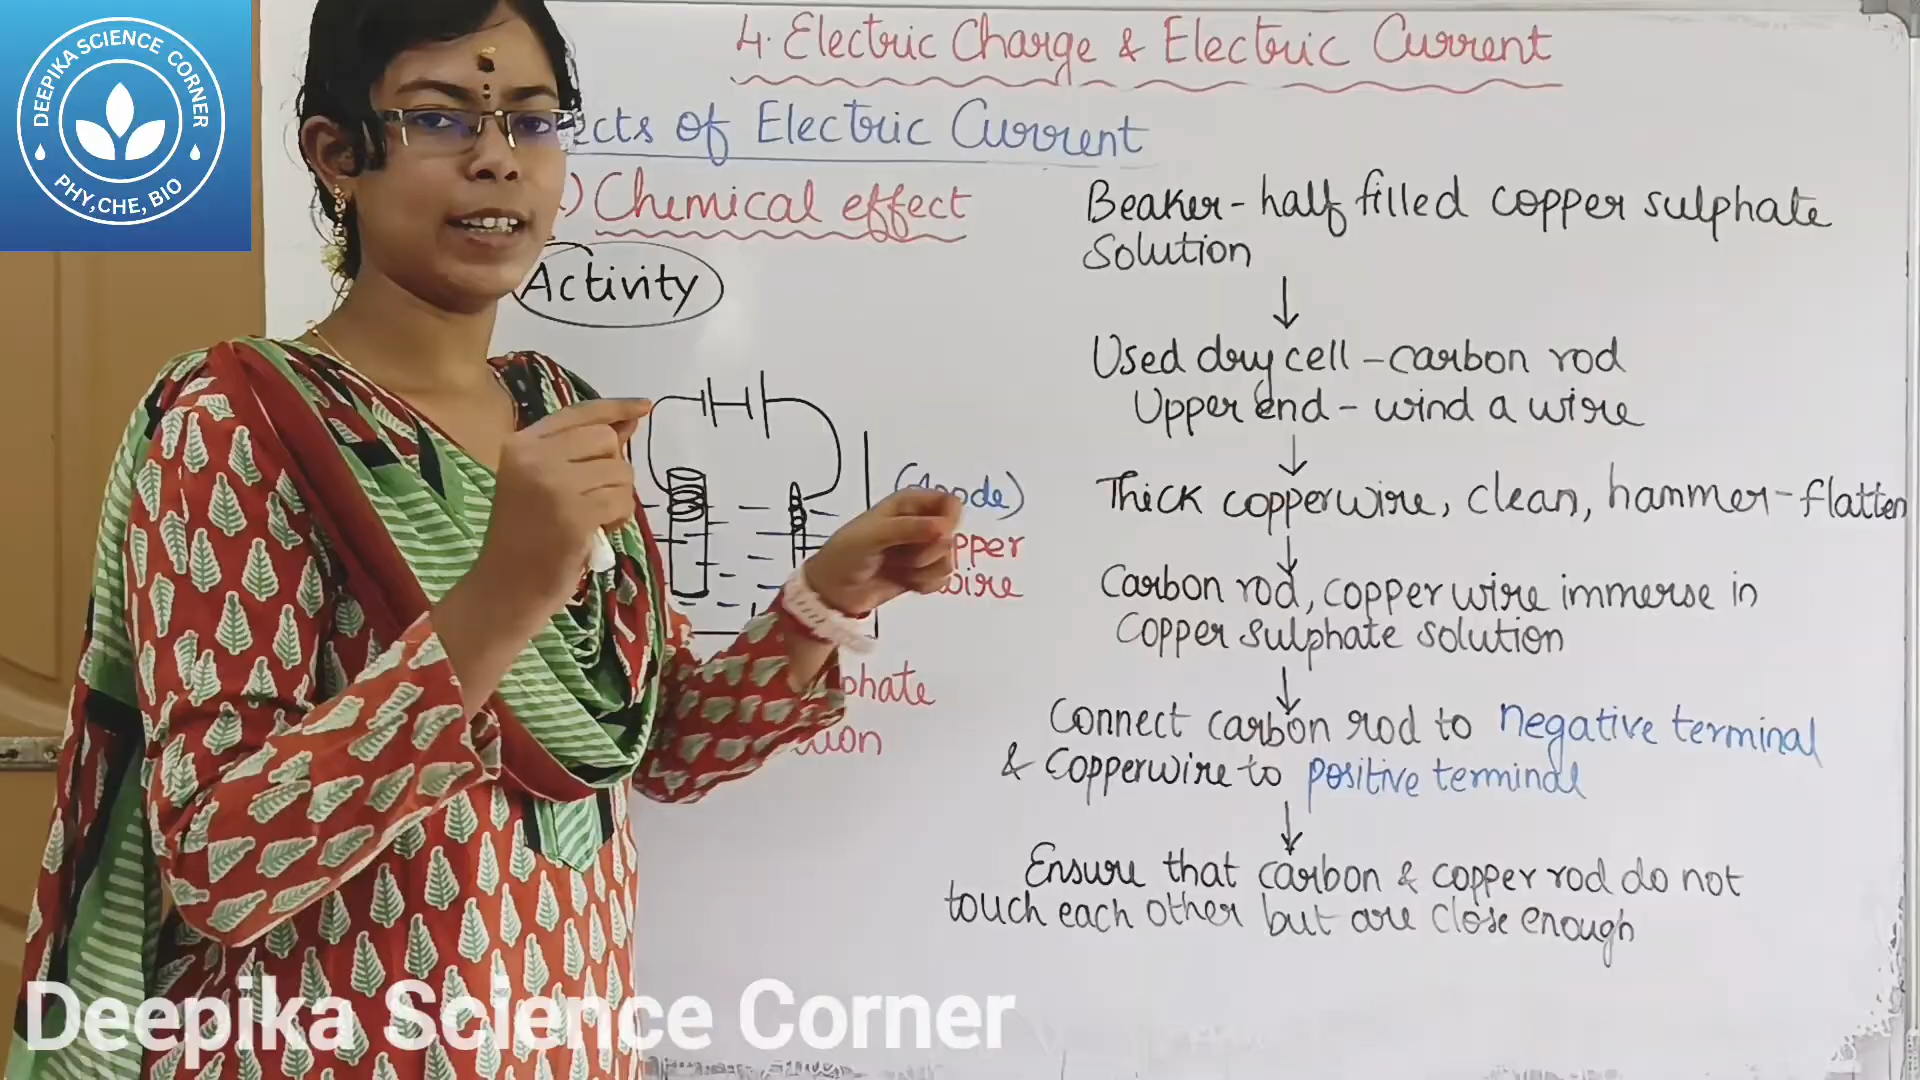 DEEPIKA SCIENCE CORNER
PHY,CHE, BIO
4. Electric Charge & Electric Current
of Electric Current
Chemical effect
Activity
wire
Beaker - half filled copper sulphate
Solution
↓
Used dry cell - carbon rod
Upper end - wind a wire
↓
Thick copperwire, clean, hammer - flatten
↓
Carbon rod, copper wire immerse in
copper sulphate solution
↓
Connect carbon rod to negative terminal
& Copperwire to positive terminal
↓
Ensure that carbon & copper rod do not
touch each other but are close enough
Deepika Science Corner